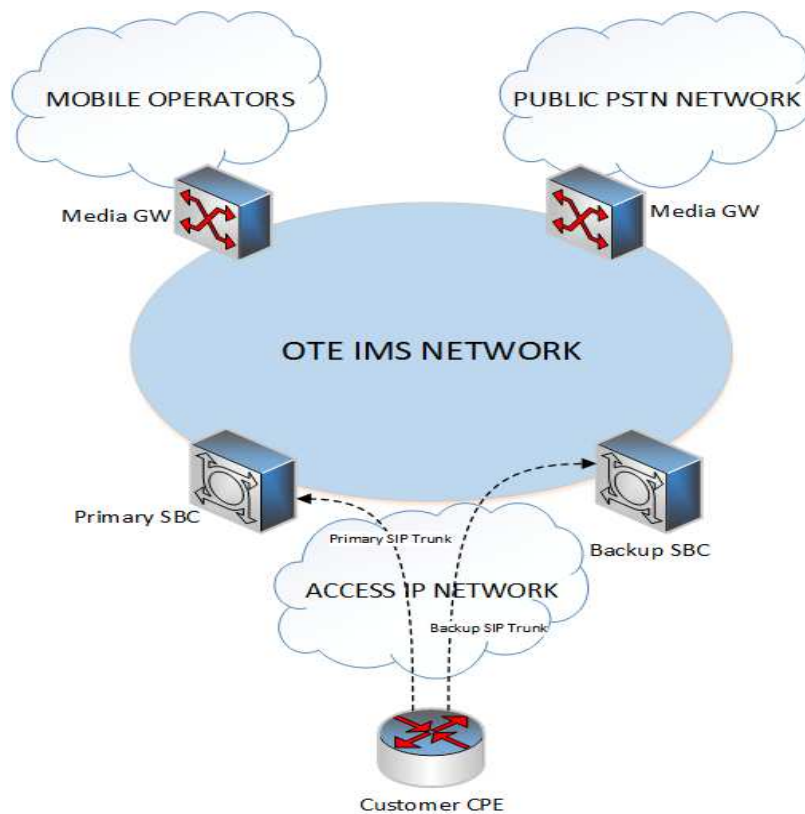 MOBILE OPERATORS
PUBLIC PSTN NETWORK
Media GW
Media GW
OTE IMS NETWORK
Primary SBC
Primary SIP Trunk
Backup SBC
ACCESS IP NETWORK
Backup SIP Trunk
Customer CPE